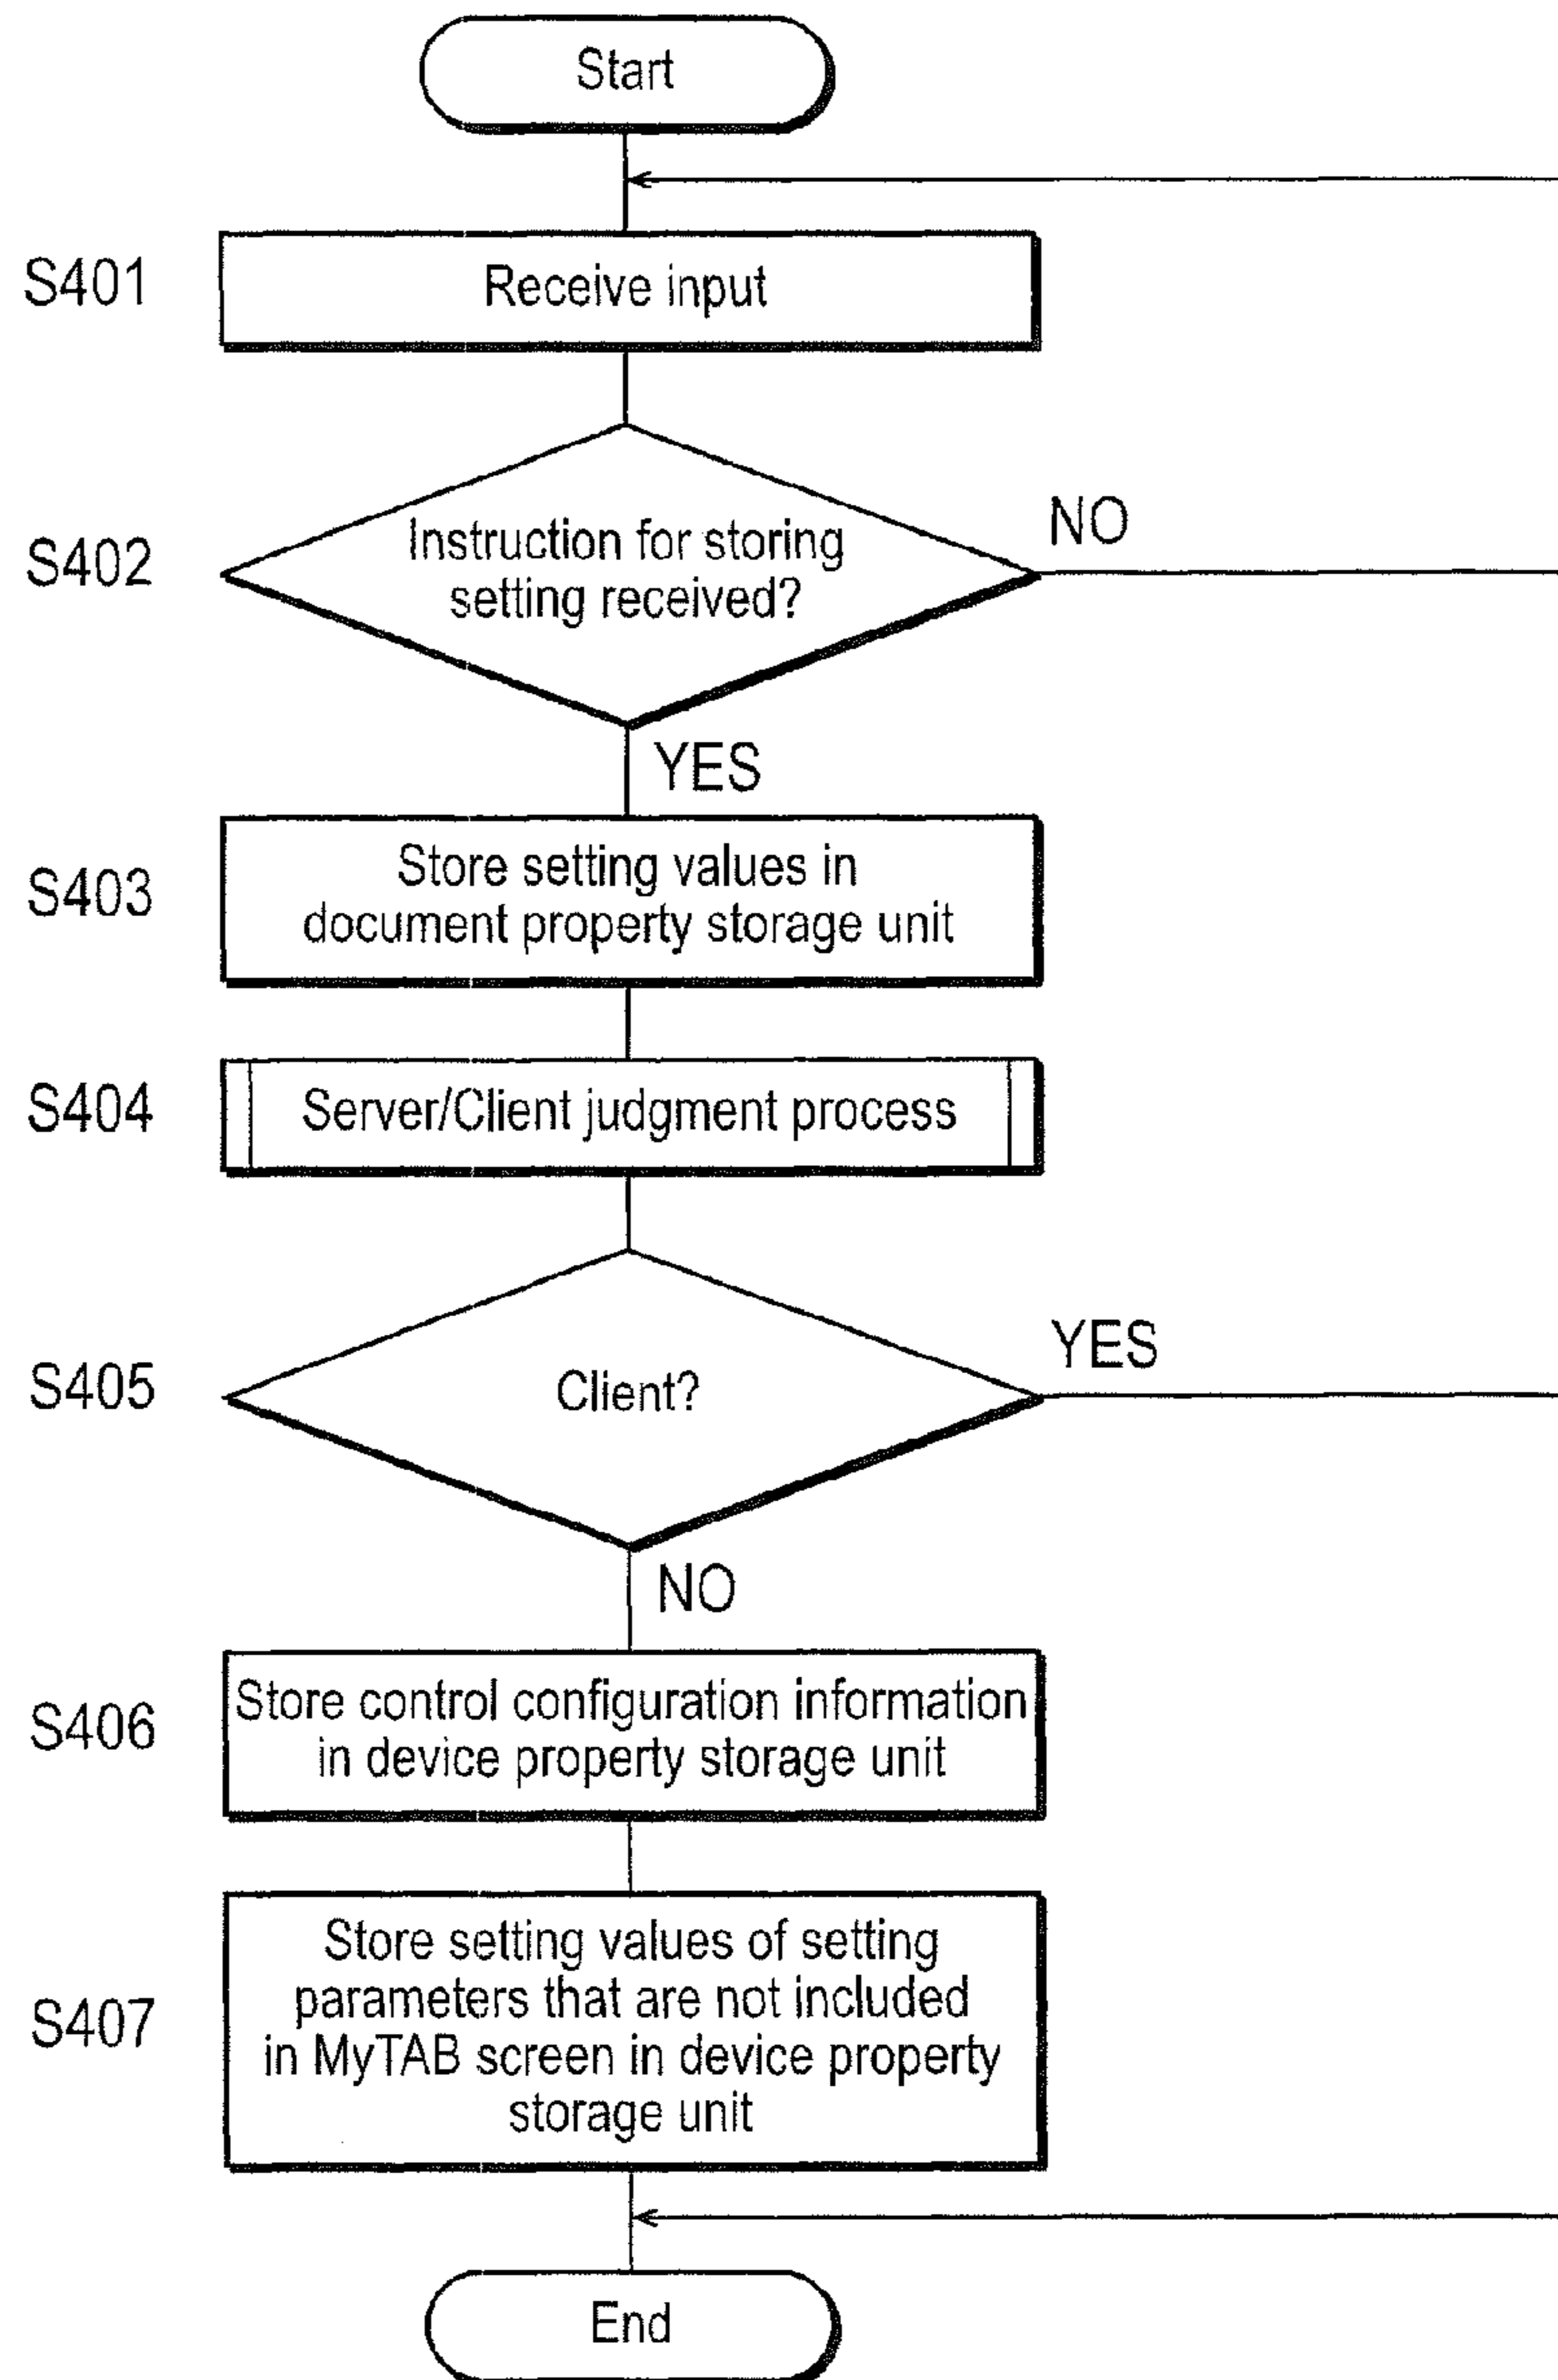 Start
S401
Receive input
S402
Instruction for storing
setting received?
NO
YES
S403
Store setting values in
document property storage unit
S404
Server/Client judgment process
S405
Client?
YES
NO
S406
Store control configuration information
in device property storage unit
S407
Store setting values of setting
parameters that are not included
in MyTAB screen in device property
storage unit
End